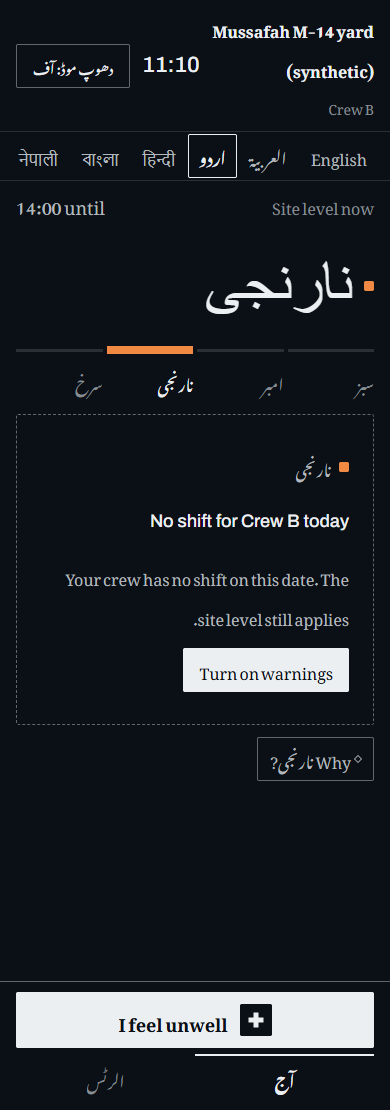 Mussafah M-14 yard
(synthetic)
Crew B
11:10
دھوپ موڈ: آف
English
العربية
اردو
हिन्दी
বাংলা
नेपाली
Site level now
14:00 until
نارنجی
سبز
امبر
نارنجی
سرخ
نارنجی
No shift for Crew B today
Your crew has no shift on this date. The
site level still applies.
Turn on warnings
Why نارنجی?
I feel unwell
آج
الرٹس